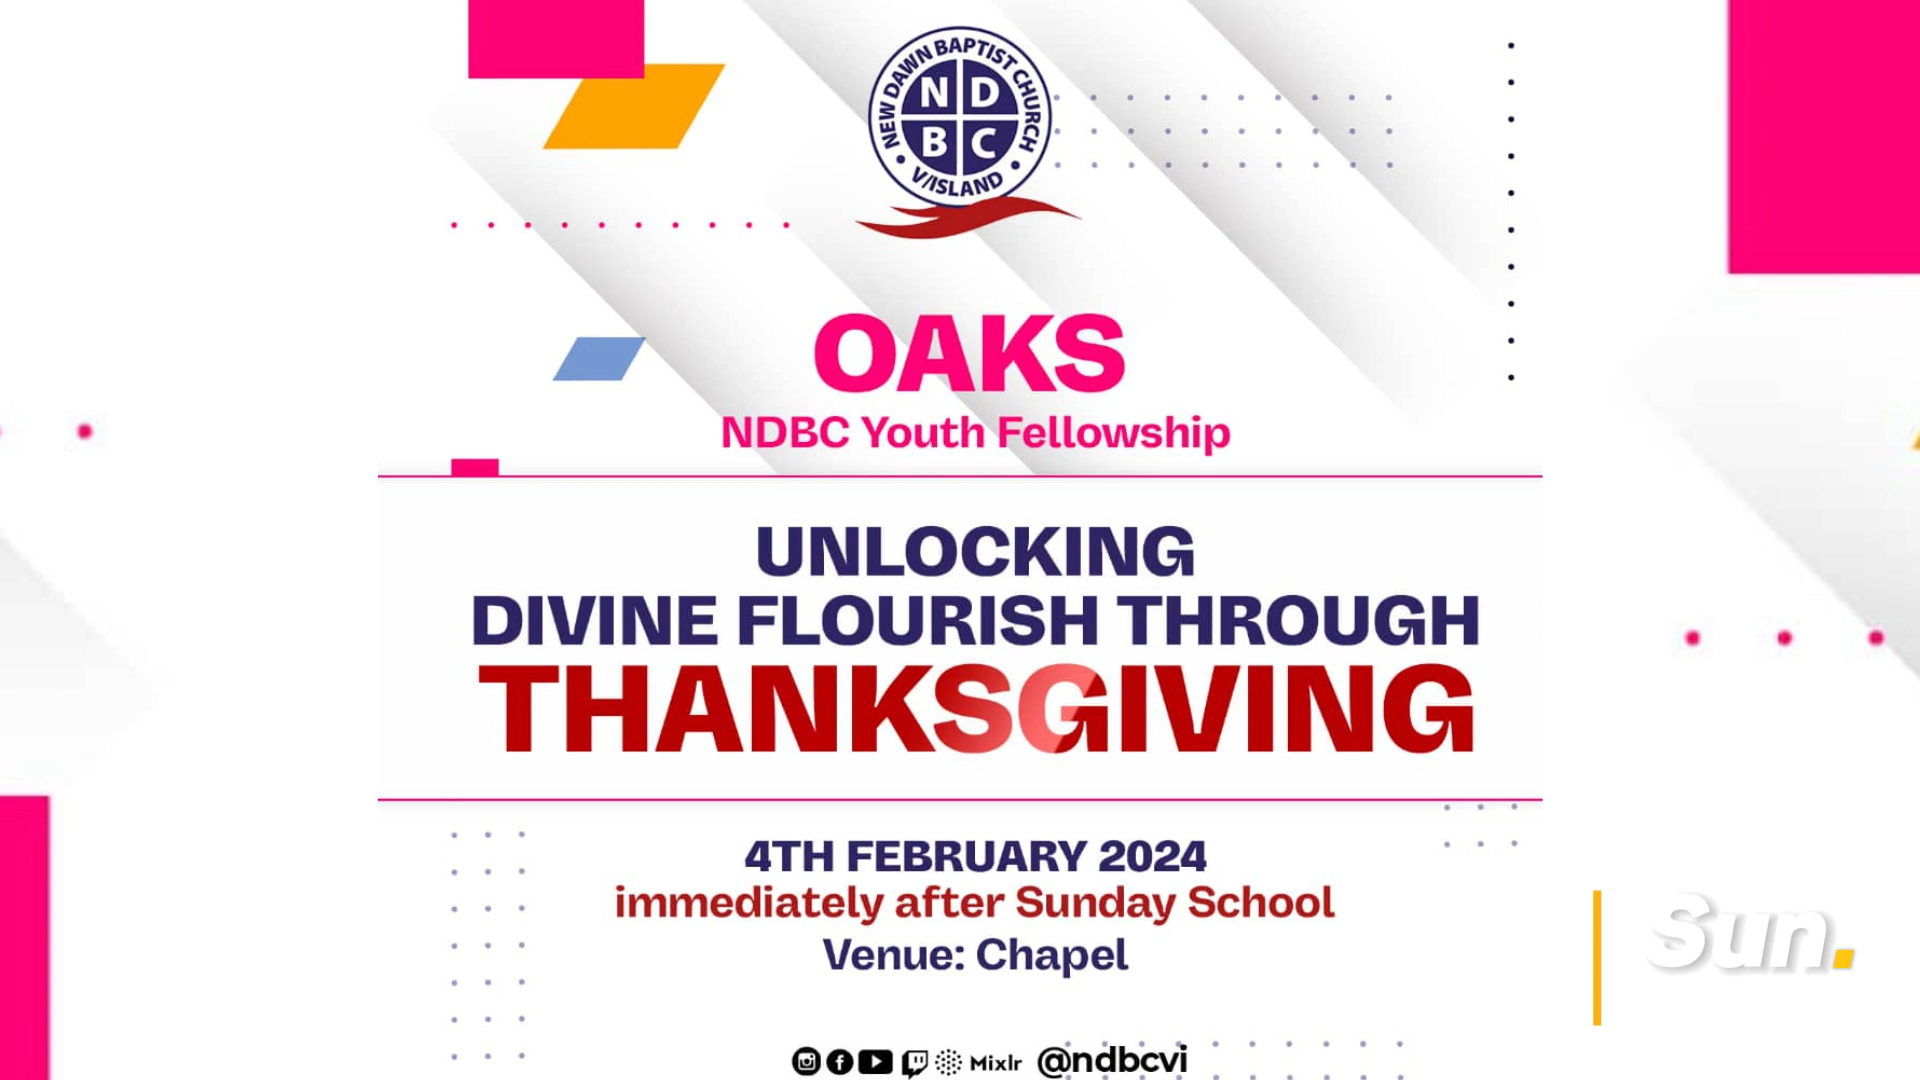 NEW DAWN BAPTIST CHURCH
N D
B C
V/ISLAND
OAKS
NDBC Youth Fellowship
UNLOCKING
DIVINE FLOURISH THROUGH
THANKSGIVING
4TH FEBRUARY 2024
immediately after Sunday School
Venue: Chapel
Sun.
Mixlr @ndbcvi